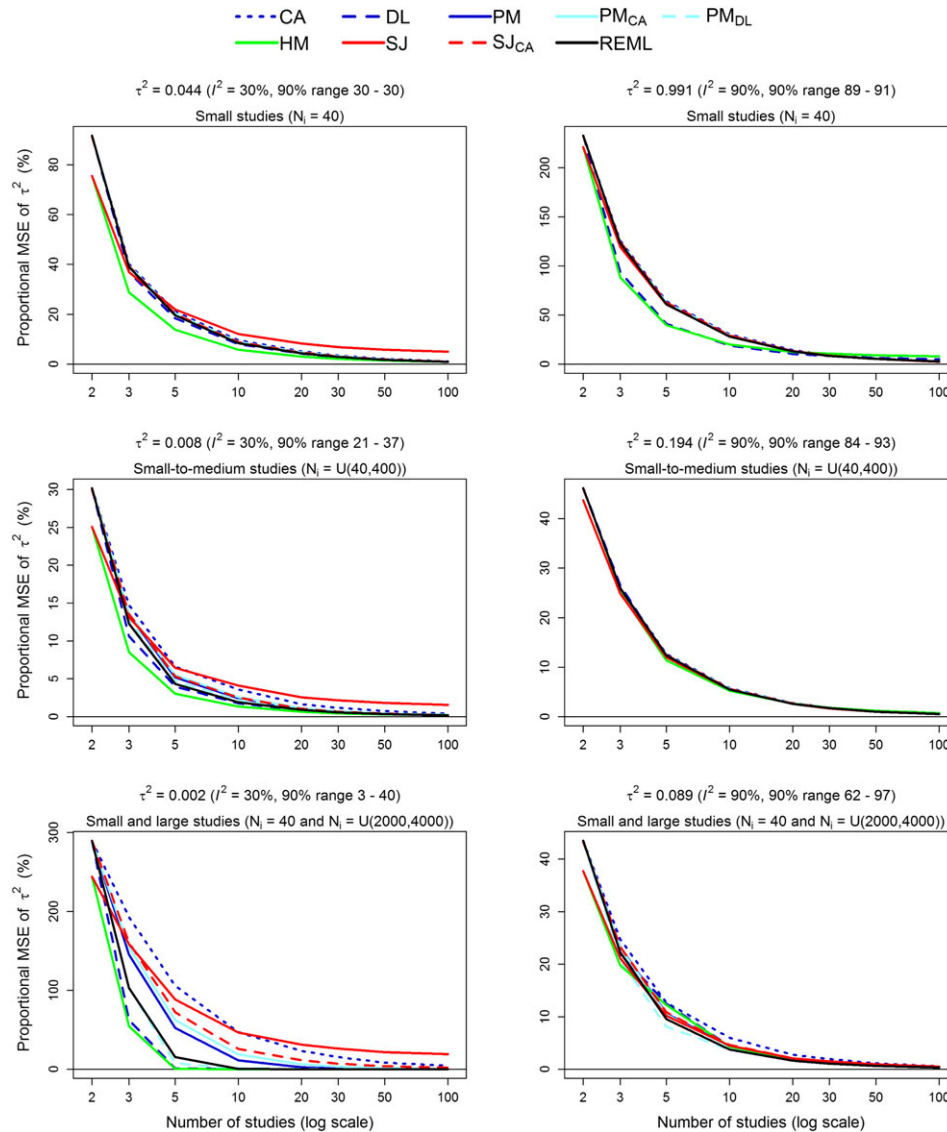 CA DL PM PM_CA PM_DL
HM SJ SJ_CA REML
τ² = 0.044 (I² = 30%, 90% range 30 - 30)
Small studies (Nᵢ = 40)
Proportional MSE of τ² (%)
80
60
40
20
0
2 3 5 10 20 30 50 100
τ² = 0.991 (I² = 90%, 90% range 89 - 91)
Small studies (Nᵢ = 40)
200
150
100
50
0
2 3 5 10 20 30 50 100
τ² = 0.008 (I² = 30%, 90% range 21 - 37)
Small-to-medium studies (Nᵢ = U(40,400))
Proportional MSE of τ² (%)
30
25
20
15
10
5
0
2 3 5 10 20 30 50 100
τ² = 0.194 (I² = 90%, 90% range 84 - 93)
Small-to-medium studies (Nᵢ = U(40,400))
40
30
20
10
0
2 3 5 10 20 30 50 100
τ² = 0.002 (I² = 30%, 90% range 3 - 40)
Small and large studies (Nᵢ = 40 and Nᵢ = U(2000,4000))
Proportional MSE of τ² (%)
300
200
100
0
2 3 5 10 20 30 50 100
Number of studies (log scale)
τ² = 0.089 (I² = 90%, 90% range 62 - 97)
Small and large studies (Nᵢ = 40 and Nᵢ = U(2000,4000))
40
30
20
10
0
2 3 5 10 20 30 50 100
Number of studies (log scale)